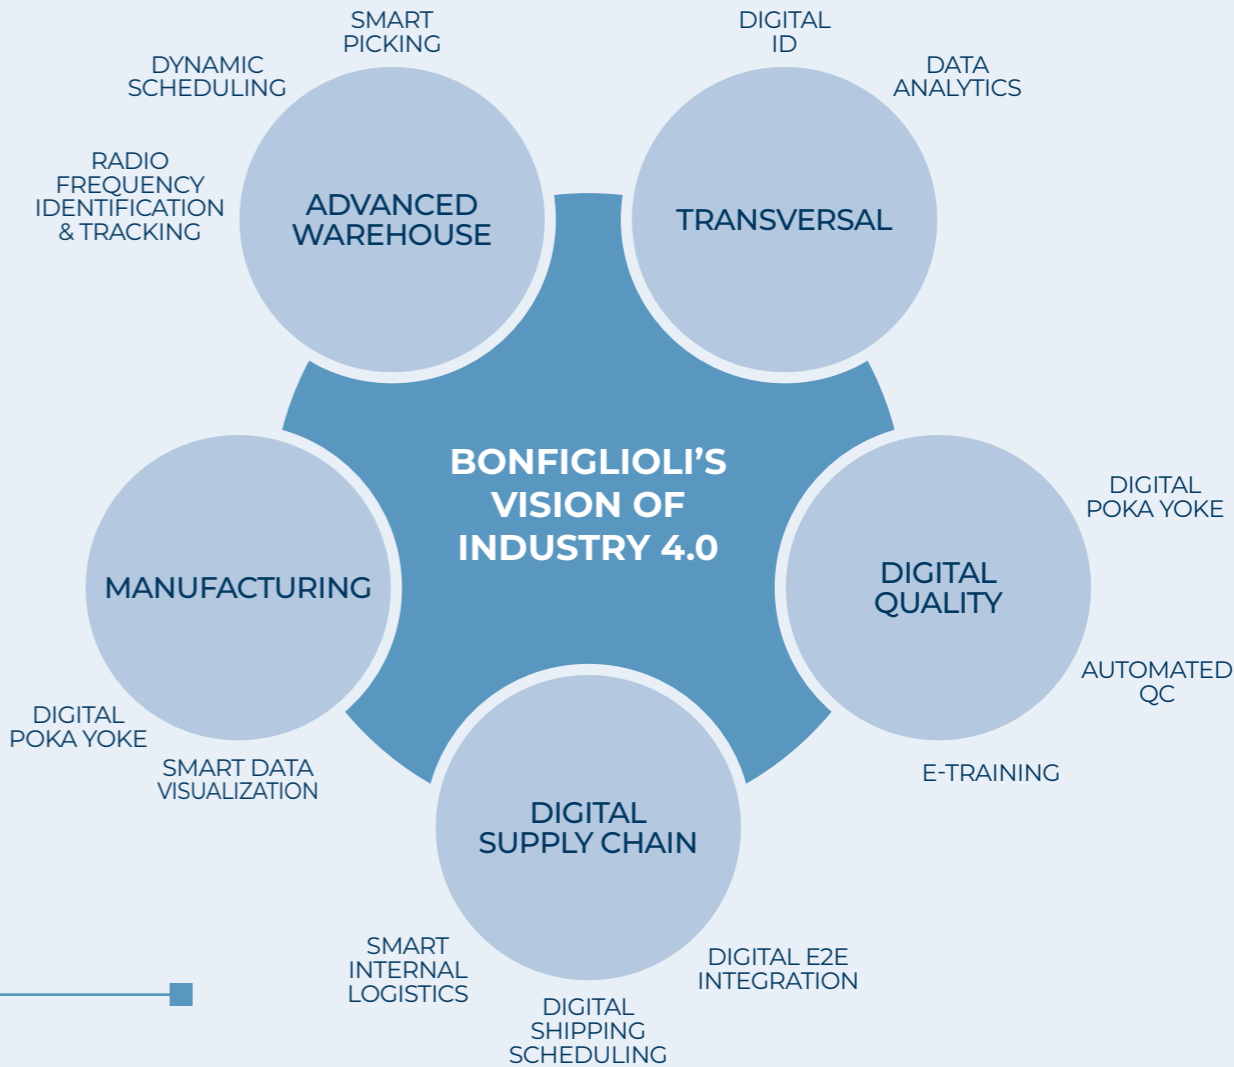 SMART
PICKING
DYNAMIC
SCHEDULING
RADIO
FREQUENCY
IDENTIFICATION
& TRACKING
ADVANCED
WAREHOUSE
DIGITAL
ID
DATA
ANALYTICS
TRANSVERSAL
BONFIGLIOLI’S
VISION OF
INDUSTRY 4.0
MANUFACTURING
DIGITAL
POKA YOKE
SMART DATA
VISUALIZATION
DIGITAL
QUALITY
DIGITAL
POKA YOKE
AUTOMATED
QC
E-TRAINING
DIGITAL
SUPPLY CHAIN
SMART
INTERNAL
LOGISTICS
DIGITAL
SHIPPING
SCHEDULING
DIGITAL E2E
INTEGRATION